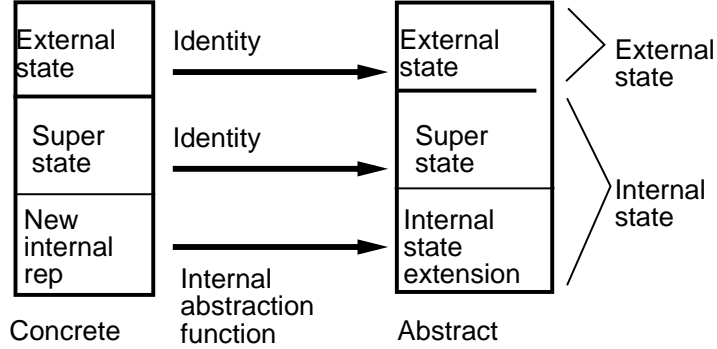 External
state
Identity
External
state
External
state
Super
state
Identity
Super
state
New
internal
rep
Internal
abstraction
function
Internal
state
extension
Internal
state
Concrete
Abstract